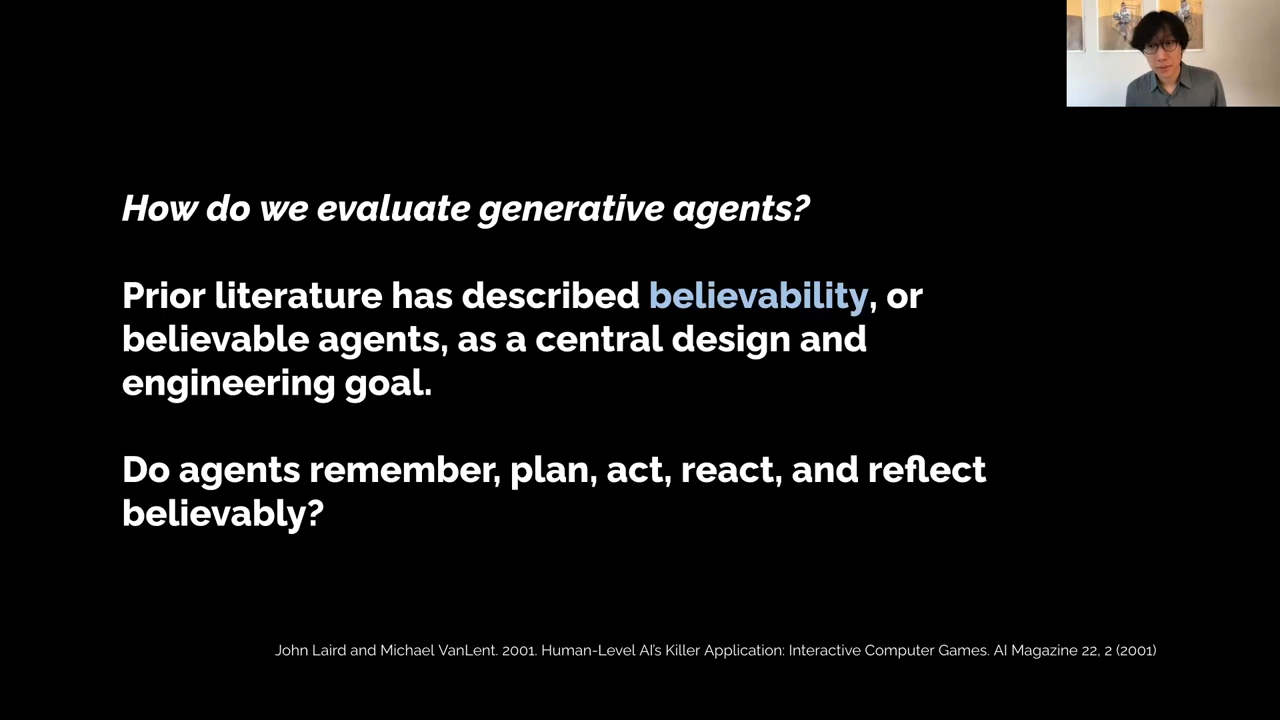 How do we evaluate generative agents?
Prior literature has described believability, or
believable agents, as a central design and
engineering goal.
Do agents remember, plan, act, react, and reflect
believably?
John Laird and Michael VanLent. 2001. Human-Level AI's Killer Application: Interactive Computer Games. AI Magazine 22, 2 (2001)